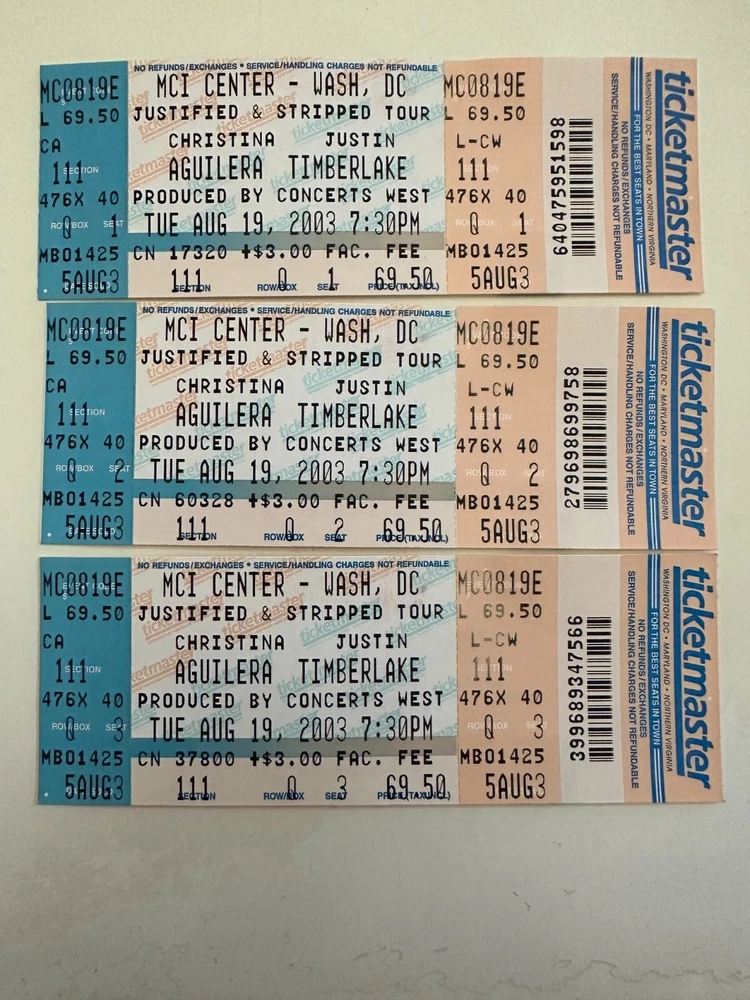 NO REFUNDS/EXCHANGES • SERVICE/HANDLING CHARGES NOT REFUNDABLE
MC0819E MCI CENTER - WASH, DC MC0819E
L 69.50 JUSTIFIED & STRIPPED TOUR L 69.50
CA CHRISTINA JUSTIN L-CW
111 SECTION AGUILERA TIMBERLAKE 111
476X 40 PRODUCED BY CONCERTS WEST 476X 40
ROW/BOX SEAT
Q 1 TUE AUG 19, 2003 7:30PM Q 1
MB01425 CN 17320 +$3.00 FAC. FEE MB01425
5AUG3 111 Q 1 69.50 5AUG3
SECTION ROW/BOX SEAT PRICE(TAX INCL)
640475951598
NO REFUNDS/EXCHANGES
SERVICE/HANDLING CHARGES NOT REFUNDABLE
FOR THE BEST SEATS IN TOWN
WASHINGTON DC • MARYLAND • NORTHERN VIRGINIA
ticketmaster
NO REFUNDS/EXCHANGES • SERVICE/HANDLING CHARGES NOT REFUNDABLE
MC0819E MCI CENTER - WASH, DC MC0819E
L 69.50 JUSTIFIED & STRIPPED TOUR L 69.50
CA CHRISTINA JUSTIN L-CW
111 SECTION AGUILERA TIMBERLAKE 111
476X 40 PRODUCED BY CONCERTS WEST 476X 40
ROW/BOX SEAT
Q 2 TUE AUG 19, 2003 7:30PM Q 2
MB01425 CN 60328 +$3.00 FAC. FEE MB01425
5AUG3 111 Q 2 69.50 5AUG3
SECTION ROW/BOX SEAT PRICE(TAX INCL)
279698699758
NO REFUNDS/EXCHANGES
SERVICE/HANDLING CHARGES NOT REFUNDABLE
FOR THE BEST SEATS IN TOWN
WASHINGTON DC • MARYLAND • NORTHERN VIRGINIA
ticketmaster
NO REFUNDS/EXCHANGES • SERVICE/HANDLING CHARGES NOT REFUNDABLE
MC0819E MCI CENTER - WASH, DC MC0819E
L 69.50 JUSTIFIED & STRIPPED TOUR L 69.50
CA CHRISTINA JUSTIN L-CW
111 SECTION AGUILERA TIMBERLAKE 111
476X 40 PRODUCED BY CONCERTS WEST 476X 40
ROW/BOX SEAT
Q 3 TUE AUG 19, 2003 7:30PM Q 3
MB01425 CN 37800 +$3.00 FAC. FEE MB01425
5AUG3 111 Q 3 69.50 5AUG3
SECTION ROW/BOX SEAT PRICE(TAX INCL)
399689347566
NO REFUNDS/EXCHANGES
SERVICE/HANDLING CHARGES NOT REFUNDABLE
FOR THE BEST SEATS IN TOWN
WASHINGTON DC • MARYLAND • NORTHERN VIRGINIA
ticketmaster